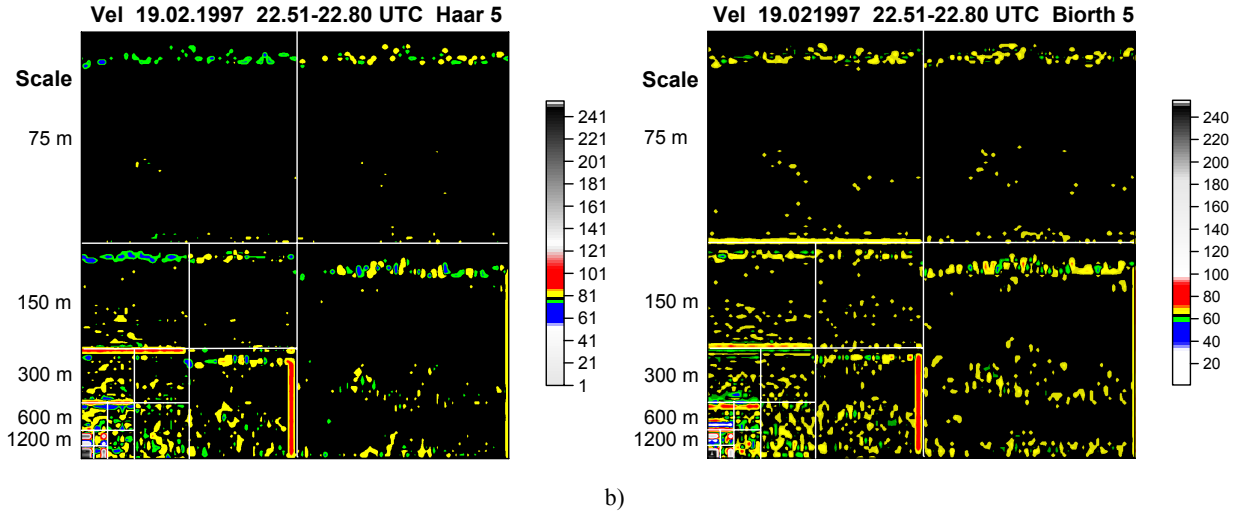 Vel 19.02.1997 22.51-22.80 UTC Haar 5
Scale
75 m
150 m
300 m
600 m
1200 m
241
221
201
181
161
141
121
101
81
61
41
21
1
Vel 19.021997 22.51-22.80 UTC Biorth 5
75 m
150 m
300 m
600 m
1200 m
240
220
200
180
160
140
120
100
80
60
40
20
b)